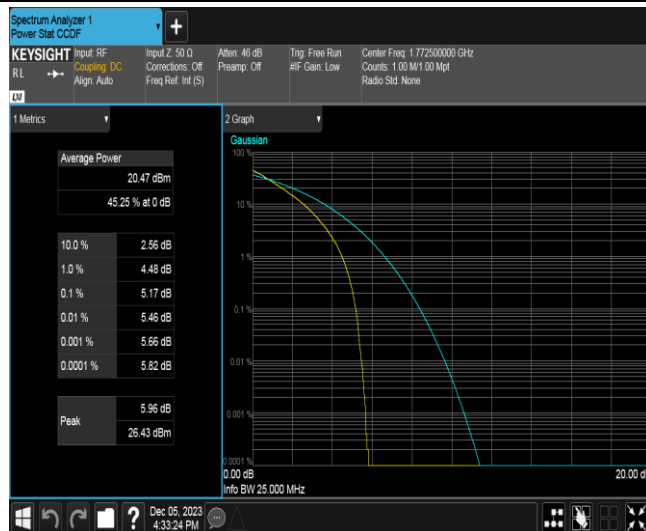 Spectrum Analyzer 1
Power Stat CCDF
+
KEYSIGHT
RL
Input: RF
Coupling: DC
Align: Auto
Input Z: 50 Ω
Corrections: Off
Freq Ref: Int (S)
Atten: 46 dB
Preamp: Off
Trig: Free Run
#IF Gain: Low
Center Freq: 1.772500000 GHz
Counts: 1.00 M/1.00 Mpt
Radio Std: None
1 Metrics
Average Power
20.47 dBm
45.25 % at 0 dB
10.0 % 2.56 dB
1.0 % 4.48 dB
0.1 % 5.17 dB
0.01 % 5.46 dB
0.001 % 5.66 dB
0.0001 % 5.82 dB
Peak
5.96 dB
26.43 dBm
2 Graph
Gaussian
100 %
10 %
1 %
0.1 %
0.01 %
0.001 %
0.0001 %
0.00 dB
20.00 d
Info BW 25.000 MHz
?
Dec 05, 2023
4:33:24 PM